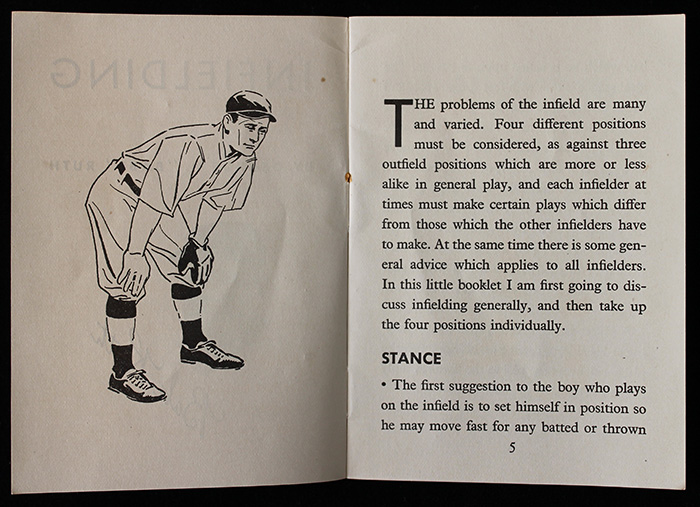 INFIELDING
RUTH"
THE problems of the infield are many
and varied. Four different positions
must be considered, as against three
outfield positions which are more or less
alike in general play, and each infielder at
times must make certain plays which differ
from those which the other infielders have
to make. At the same time there is some gen-
eral advice which applies to all infielders.
In this little booklet I am first going to dis-
cuss infielding generally, and then take up
the four positions individually.
STANCE
• The first suggestion to the boy who plays
on the infield is to set himself in position so
he may move fast for any batted or thrown
5